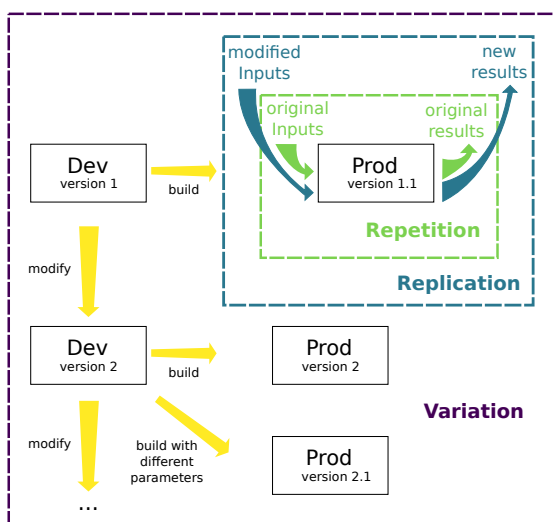 modified
Inputs
new
results
original
Inputs
original
results
Dev
version 1
build
Prod
version 1.1
Repetition
Replication
modify
Dev
version 2
build
Prod
version 2
Variation
modify
build with
different
parameters
Prod
version 2.1
...